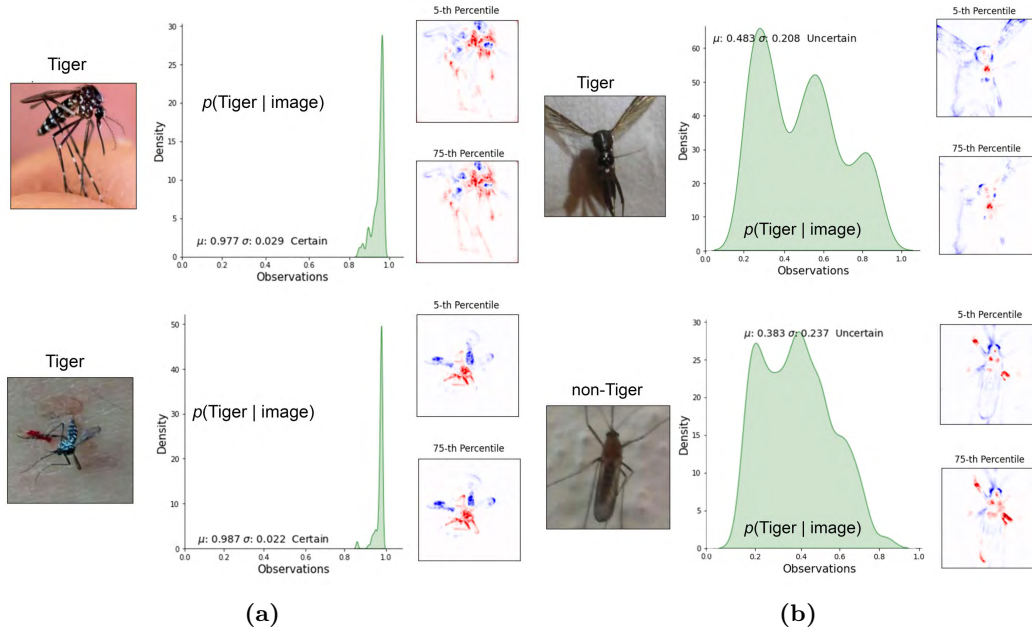 Tiger
30
25
20
15
10
5
0
Density
p(Tiger | image)
μ: 0.977 σ: 0.029  Certain
0.0 0.2 0.4 0.6 0.8 1.0
Observations
5-th Percentile
75-th Percentile
Tiger
50
40
30
20
10
0
Density
p(Tiger | image)
μ: 0.987 σ: 0.022  Certain
0.0 0.2 0.4 0.6 0.8 1.0
Observations
5-th Percentile
75-th Percentile
(a)
Tiger
60
50
40
30
20
10
0
Density
μ: 0.483 σ: 0.208  Uncertain
p(Tiger | image)
0.0 0.2 0.4 0.6 0.8 1.0
Observations
5-th Percentile
75-th Percentile
non-Tiger
30
25
20
15
10
5
0
Density
μ: 0.383 σ: 0.237  Uncertain
p(Tiger | image)
0.0 0.2 0.4 0.6 0.8 1.0
Observations
5-th Percentile
75-th Percentile
(b)